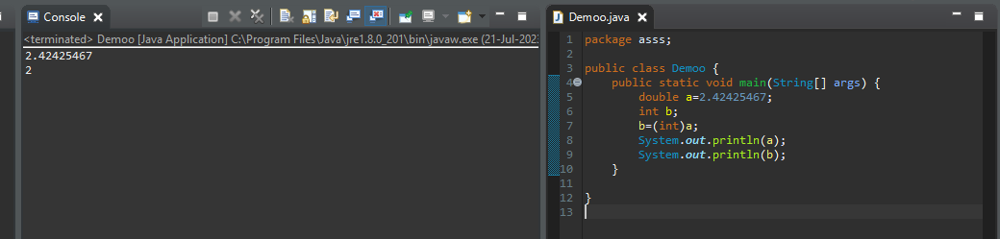 Console
<terminated> Demoo [Java Application] C:\Program Files\Java\jre1.8.0_201\bin\javaw.exe (21-Jul-2023
2.42425467
2
Demoo.java
1 package asss;
2
3 public class Demoo {
4 public static void main(String[] args) {
5 double a=2.42425467;
6 int b;
7 b=(int)a;
8 System.out.println(a);
9 System.out.println(b);
10 }
11
12 }
13